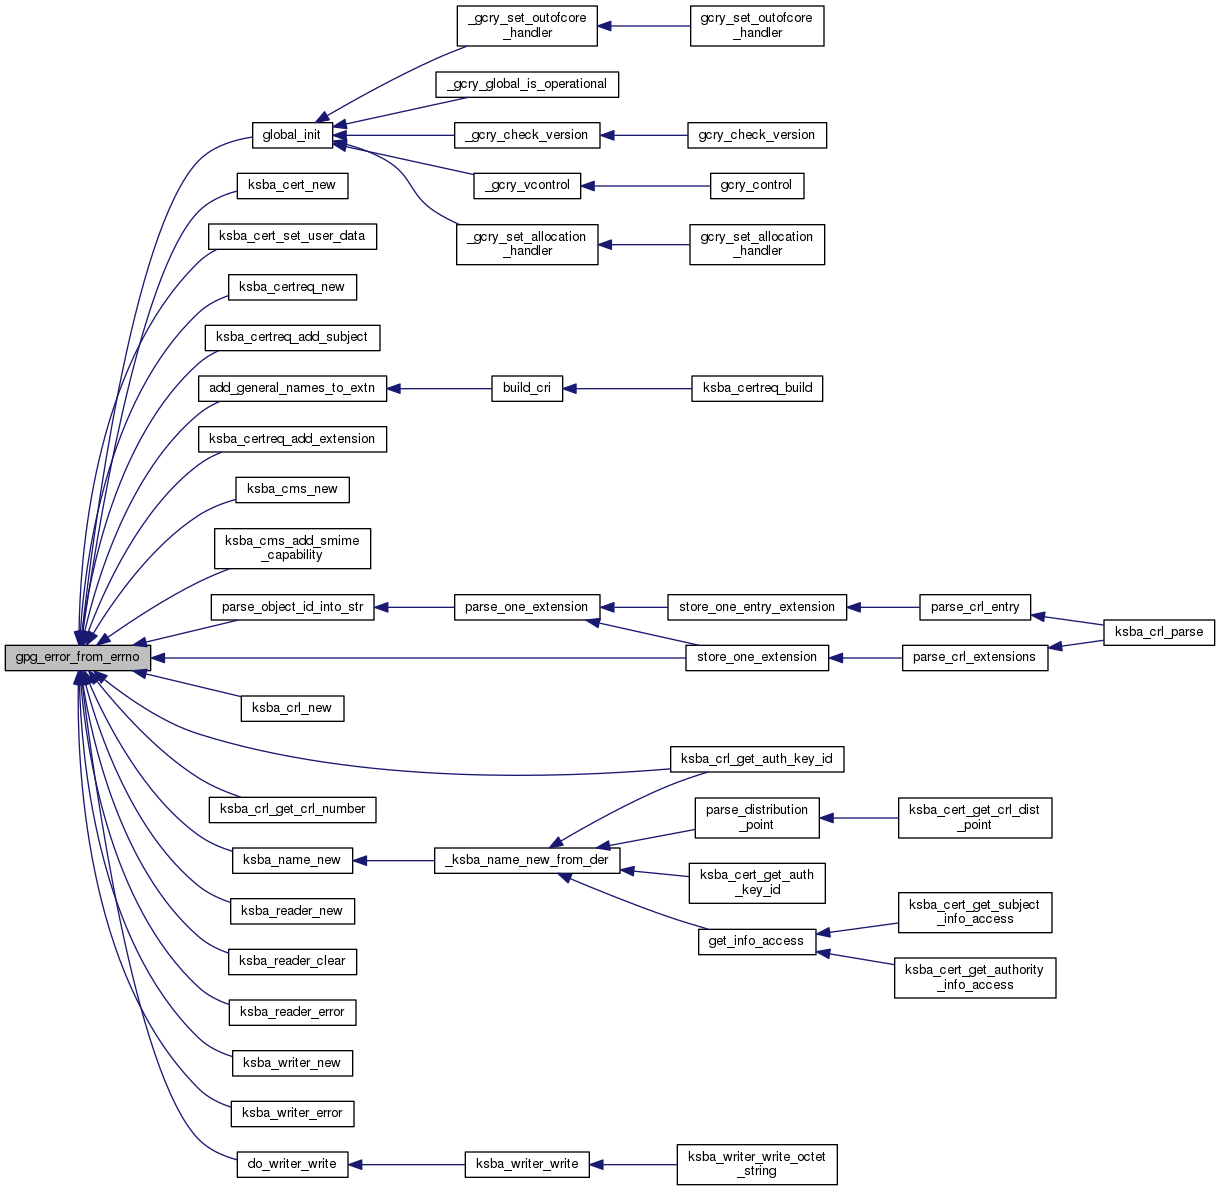 _gcry_set_outofcore
_handler
gcry_set_outofcore
_handler
_gcry_global_is_operational
global_init
_gcry_check_version
gcry_check_version
ksba_cert_new
_gcry_vcontrol
gcry_control
ksba_cert_set_user_data
_gcry_set_allocation
_handler
gcry_set_allocation
_handler
ksba_certreq_new
ksba_certreq_add_subject
add_general_names_to_extn
build_cri
ksba_certreq_build
ksba_certreq_add_extension
ksba_cms_new
ksba_cms_add_smime
_capability
parse_object_id_into_str
parse_one_extension
store_one_entry_extension
parse_crl_entry
ksba_crl_parse
gpg_error_from_errno
store_one_extension
parse_crl_extensions
ksba_crl_new
ksba_crl_get_auth_key_id
ksba_crl_get_crl_number
parse_distribution
_point
ksba_cert_get_crl_dist
_point
ksba_name_new
_ksba_name_new_from_der
ksba_cert_get_auth
_key_id
ksba_reader_new
ksba_cert_get_subject
_info_access
get_info_access
ksba_reader_clear
ksba_cert_get_authority
_info_access
ksba_reader_error
ksba_writer_new
ksba_writer_error
do_writer_write
ksba_writer_write
ksba_writer_write_octet
_string